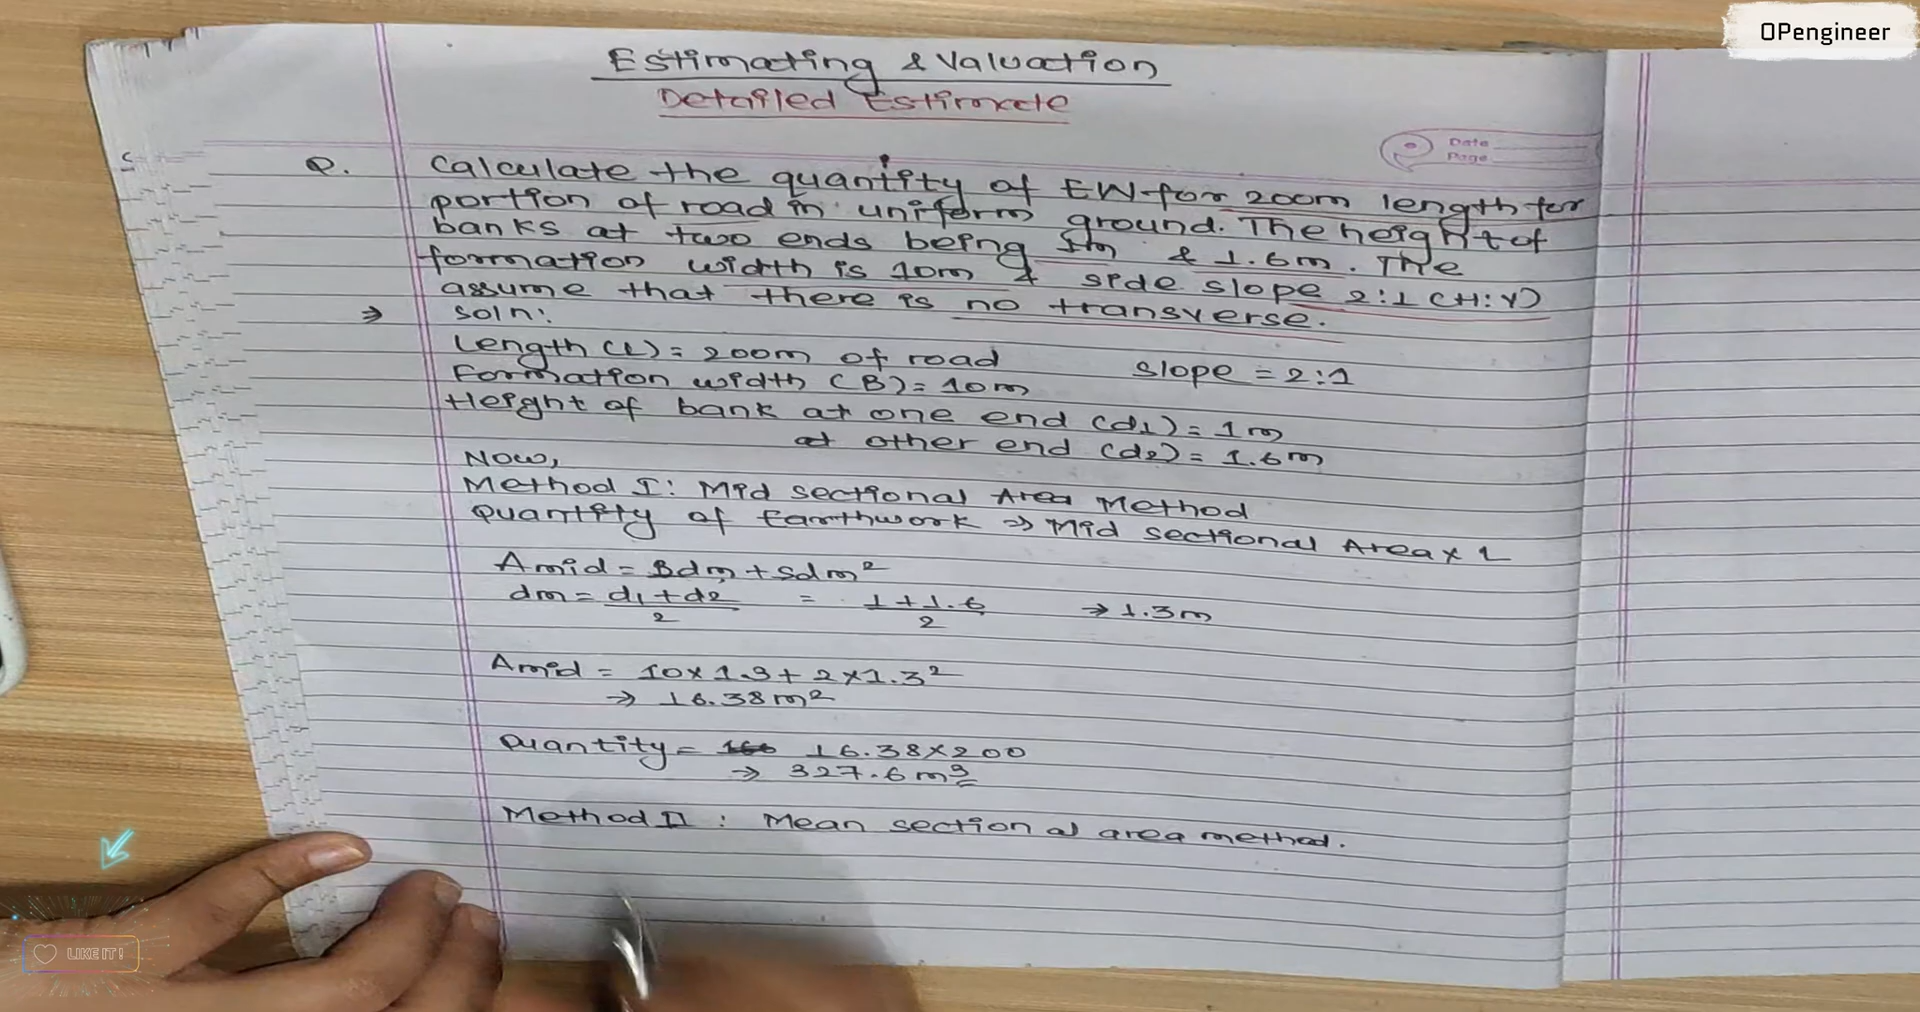 OPengineer
Estimating & Valuation
Detailed Estimate
Date
Page
Q. Calculate the quantity of EW for 200m length for
portion of road in uniform ground. The height of
banks at two ends being 1m & 1.6m. The
formation width is 10m & side slope 2:1 (H:V)
assume that there is no transverse.
⇒ Soln:
Length (L) = 200m of road
Slope = 2:1
Formation width (B) = 10m
Height of bank at one end (d1) = 1m
at other end (d2) = 1.6m
Now,
Method I: Mid sectional Area Method
Quantity of Earthwork ⇒ Mid sectional Area x L
Amid = Bdm + Sdm²
dm = d1+d2/2 = 1+1.6/2 → 1.3m
Amid = 10x1.3 + 2x1.3²
→ 16.38m²
Quantity = 16.38x200
→ 327.6m³
Method II : Mean sectional area method.
LIKE IT!